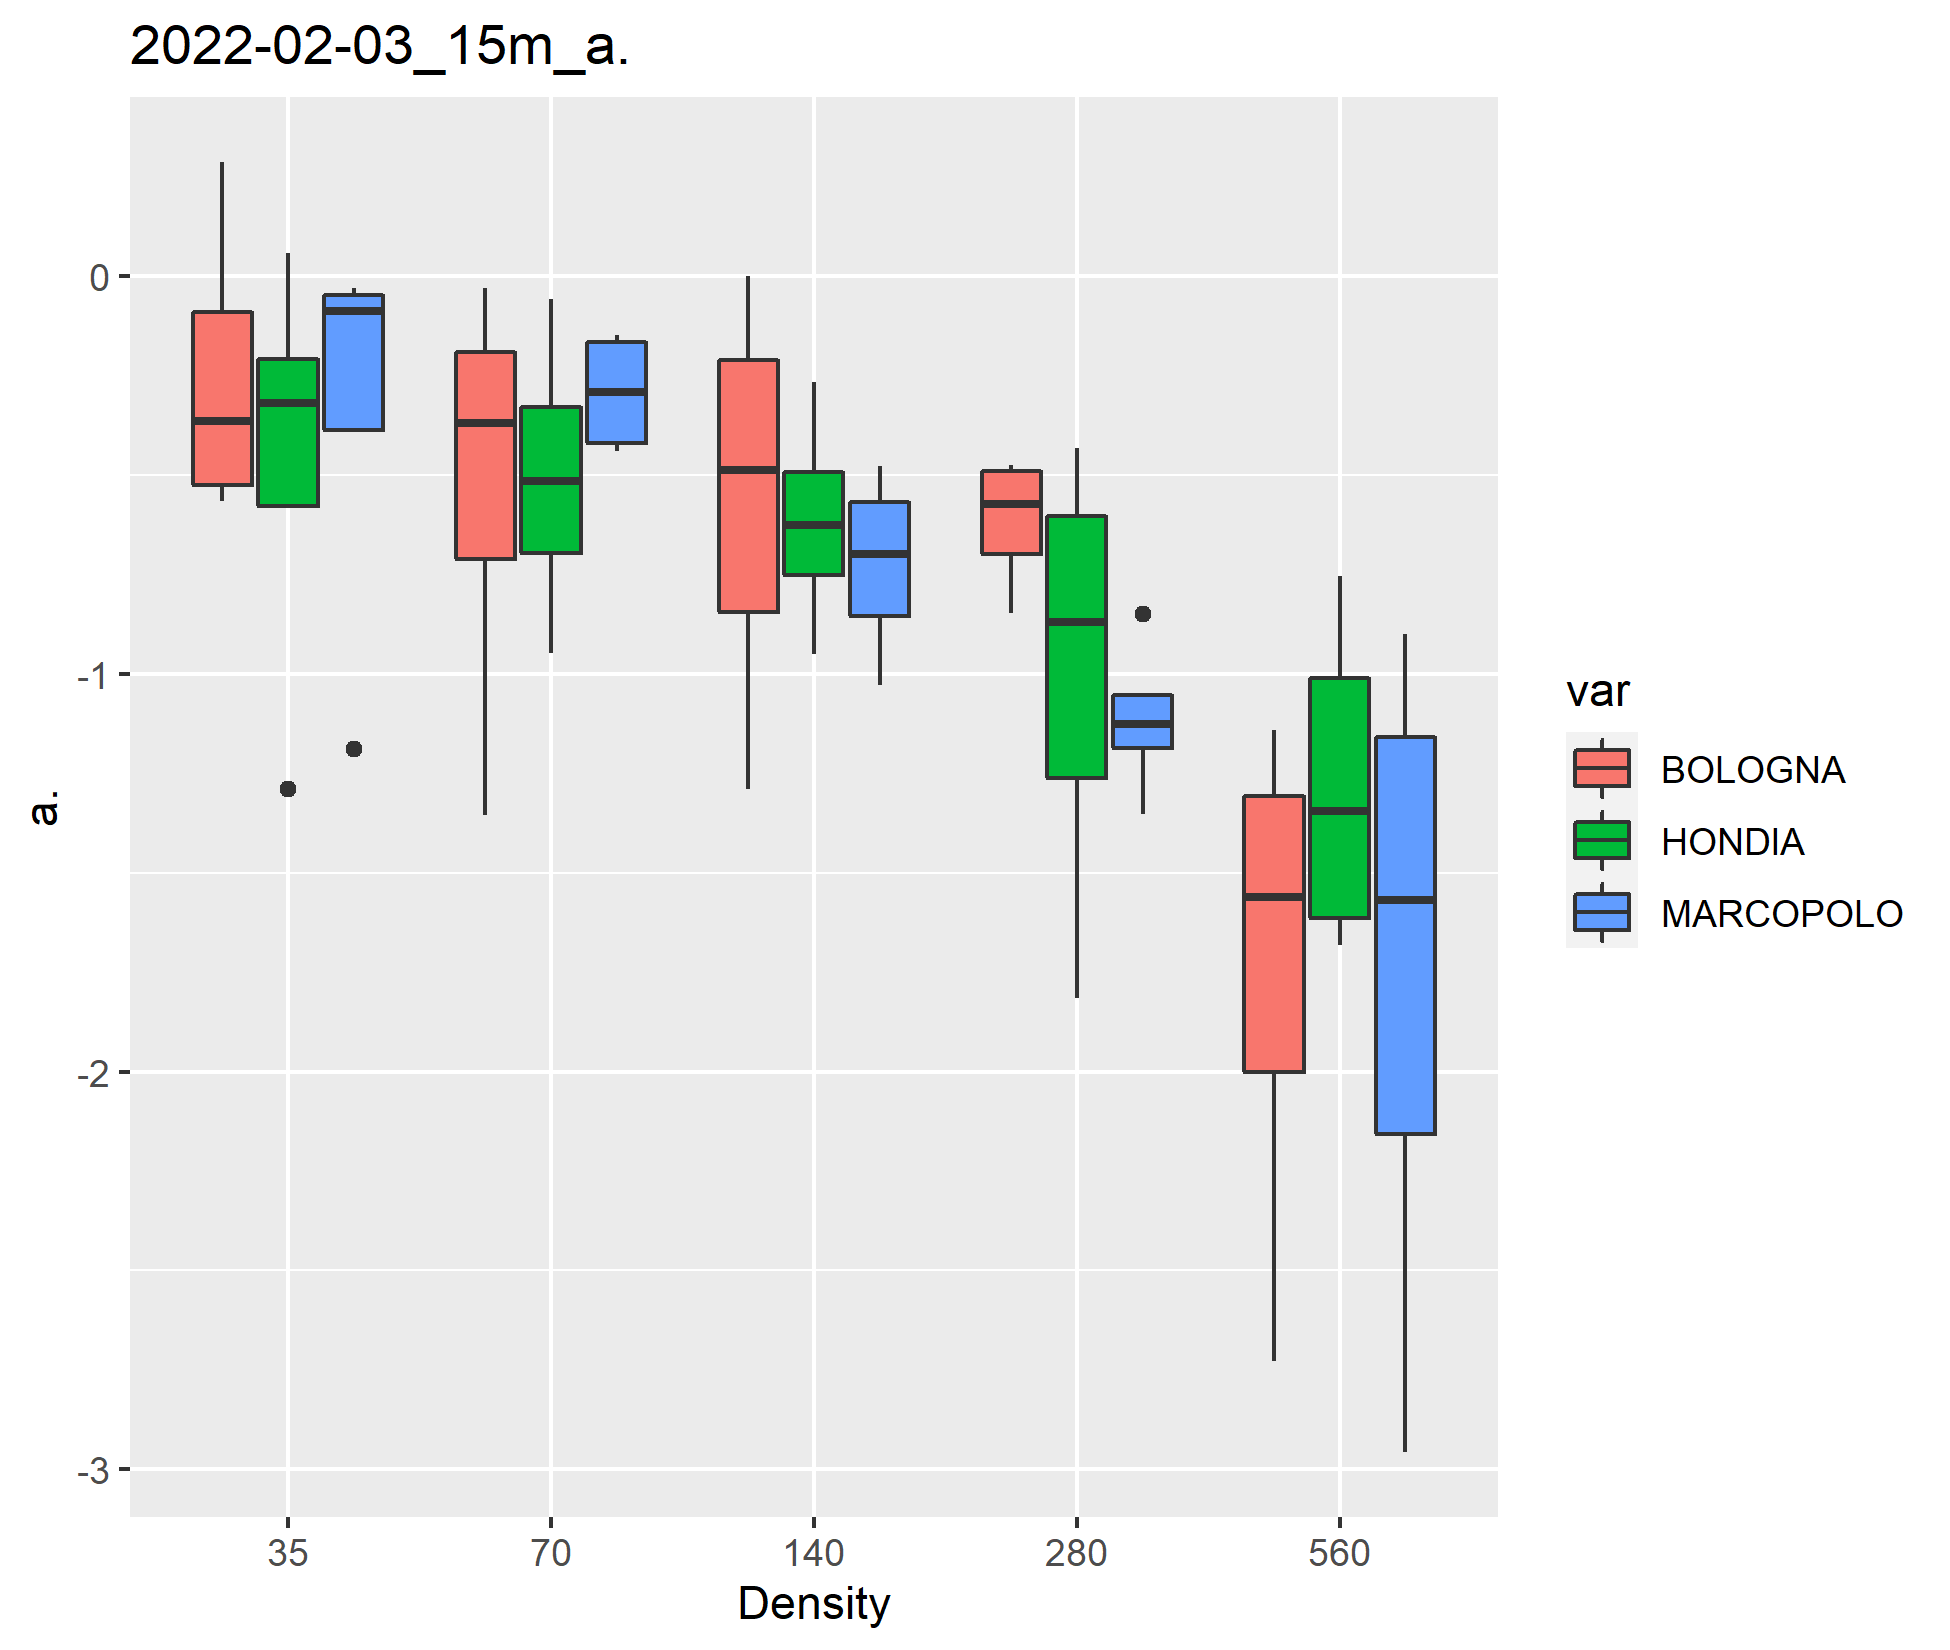 2022-02-03_15m_a.
0
-1
-2
-3
a.
35 70 140 280 560
Density
var
BOLOGNA
HONDIA
MARCOPOLO